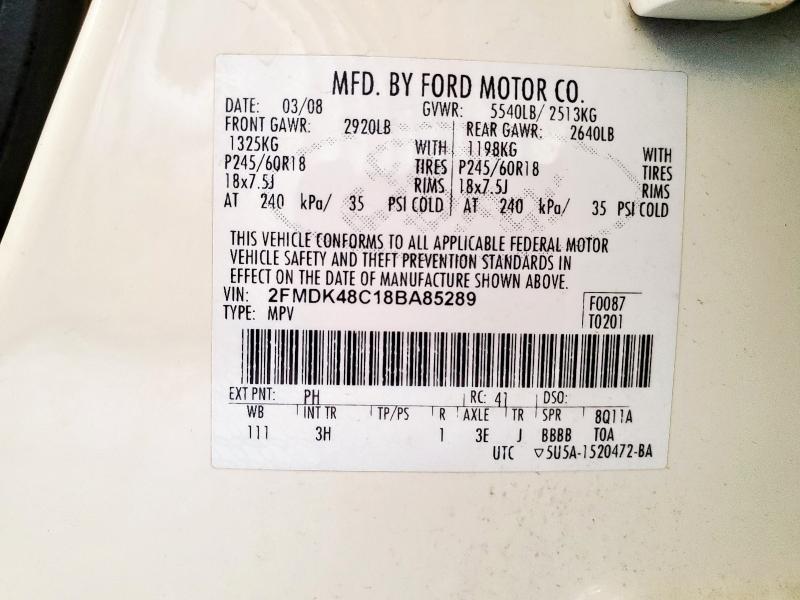 MFD. BY FORD MOTOR CO.
DATE: 03/08 GVWR: 5540LB/ 2513KG
FRONT GAWR: 2920LB REAR GAWR: 2640LB
1325KG WITH 1198KG WITH
P245/60R18 TIRES P245/60R18 TIRES
18x7.5J RIMS 18x7.5J RIMS
AT 240 kPa/ 35 PSI COLD AT 240 kPa/ 35 PSI COLD
THIS VEHICLE CONFORMS TO ALL APPLICABLE FEDERAL MOTOR
VEHICLE SAFETY AND THEFT PREVENTION STANDARDS IN
EFFECT ON THE DATE OF MANUFACTURE SHOWN ABOVE.
VIN: 2FMDK48C18BA85289 F0087
TYPE: MPV T0201
EXT PNT: PH RC: 41 DSO:
WB INT TR TP/PS R AXLE TR SPR 8Q11A
111 3H 1 3E J BBBB TOA
UTC ▽5U5A-1520472-BA